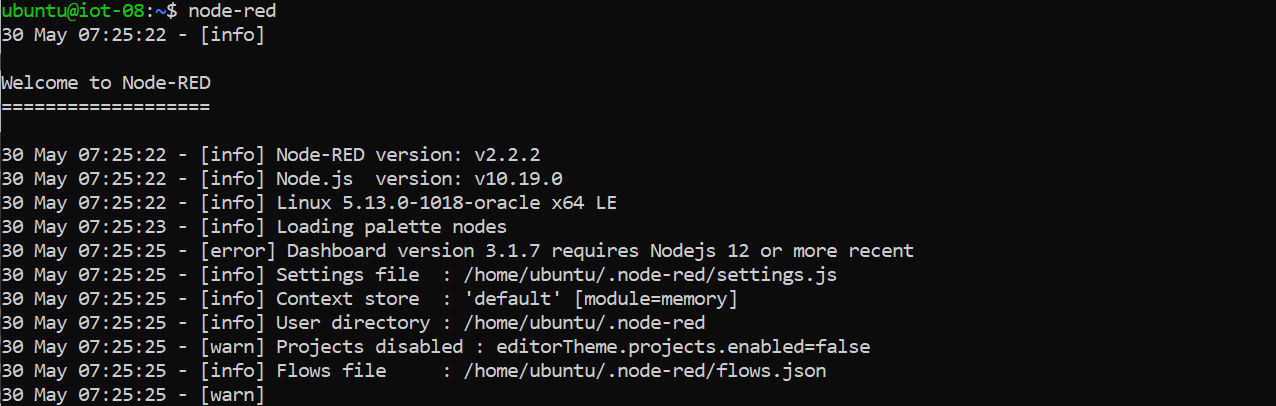 ubuntu@iot-08:~$ node-red
30 May 07:25:22 - [info]
Welcome to Node-RED
===================
30 May 07:25:22 - [info] Node-RED version: v2.2.2
30 May 07:25:22 - [info] Node.js  version: v10.19.0
30 May 07:25:22 - [info] Linux 5.13.0-1018-oracle x64 LE
30 May 07:25:23 - [info] Loading palette nodes
30 May 07:25:25 - [error] Dashboard version 3.1.7 requires Nodejs 12 or more recent
30 May 07:25:25 - [info] Settings file  : /home/ubuntu/.node-red/settings.js
30 May 07:25:25 - [info] Context store  : 'default' [module=memory]
30 May 07:25:25 - [info] User directory : /home/ubuntu/.node-red
30 May 07:25:25 - [warn] Projects disabled : editorTheme.projects.enabled=false
30 May 07:25:25 - [info] Flows file     : /home/ubuntu/.node-red/flows.json
30 May 07:25:25 - [warn]